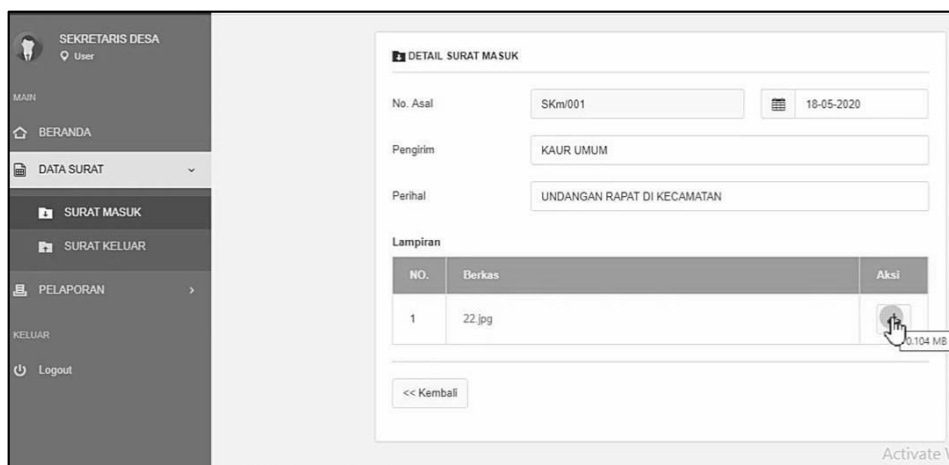 SEKRETARIS DESA
User
MAIN
BERANDA
DATA SURAT
SURAT MASUK
SURAT KELUAR
PELAPORAN
KELUAR
Logout
DETAIL SURAT MASUK
No. Asal SKm/001 18-05-2020
Pengirim KAUR UMUM
Perihal UNDANGAN RAPAT DI KECAMATAN
Lampiran
NO. Berkas Aksi
1 22.jpg
0.104 MB
<< Kembali
Activate